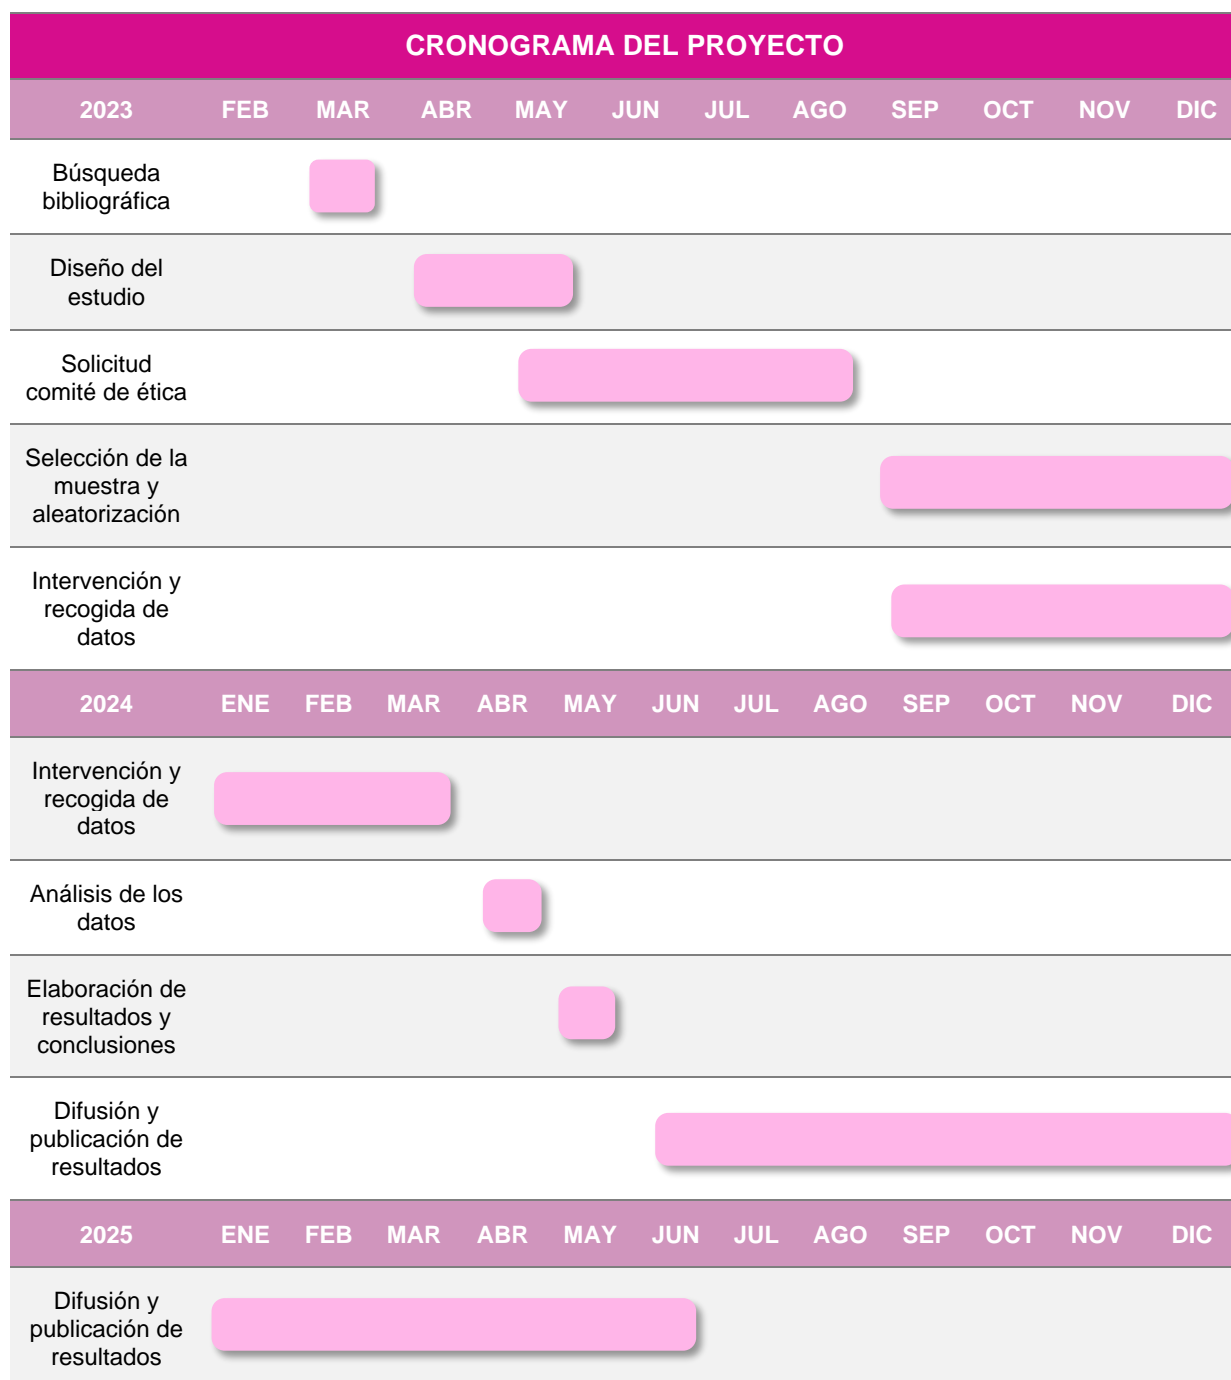 CRONOGRAMA DEL PROYECTO
2023 FEB MAR ABR MAY JUN JUL AGO SEP OCT NOV DIC
Búsqueda
bibliográfica
Diseño del
estudio
Solicitud
comité de ética
Selección de la
muestra y
aleatorización
Intervención y
recogida de
datos
2024 ENE FEB MAR ABR MAY JUN JUL AGO SEP OCT NOV DIC
Intervención y
recogida de
datos
Análisis de los
datos
Elaboración de
resultados y
conclusiones
Difusión y
publicación de
resultados
2025 ENE FEB MAR ABR MAY JUN JUL AGO SEP OCT NOV DIC
Difusión y
publicación de
resultados